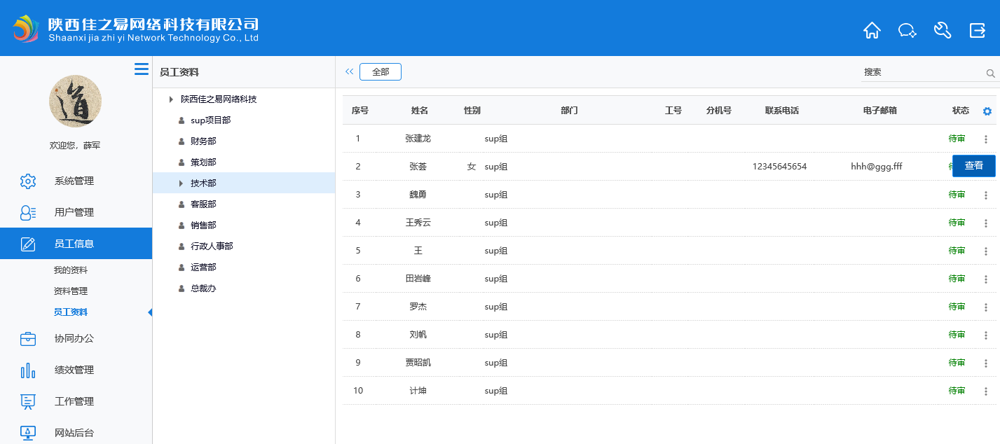 陕西佳之易网络科技有限公司
Shaanxi jia zhi yi Network Technology Co., Ltd
道
欢迎您，薛军
系统管理
用户管理
员工信息
我的资料
资料管理
员工资料
协同办公
绩效管理
工作管理
网站后台
员工资料
陕西佳之易网络科技
sup项目部
财务部
策划部
技术部
客服部
销售部
行政人事部
运营部
总裁办
全部
搜索
序号 姓名 性别 部门 工号 分机号 联系电话 电子邮箱 状态
1 张建龙 sup组 待审
2 张荟 女 sup组 12345645654 hhh@ggg.fff 查看
3 魏勇 sup组 待审
4 王秀云 sup组 待审
5 王 sup组 待审
6 田岩峰 sup组 待审
7 罗杰 sup组 待审
8 刘帆 sup组 待审
9 贾昭凯 sup组 待审
10 计坤 sup组 待审